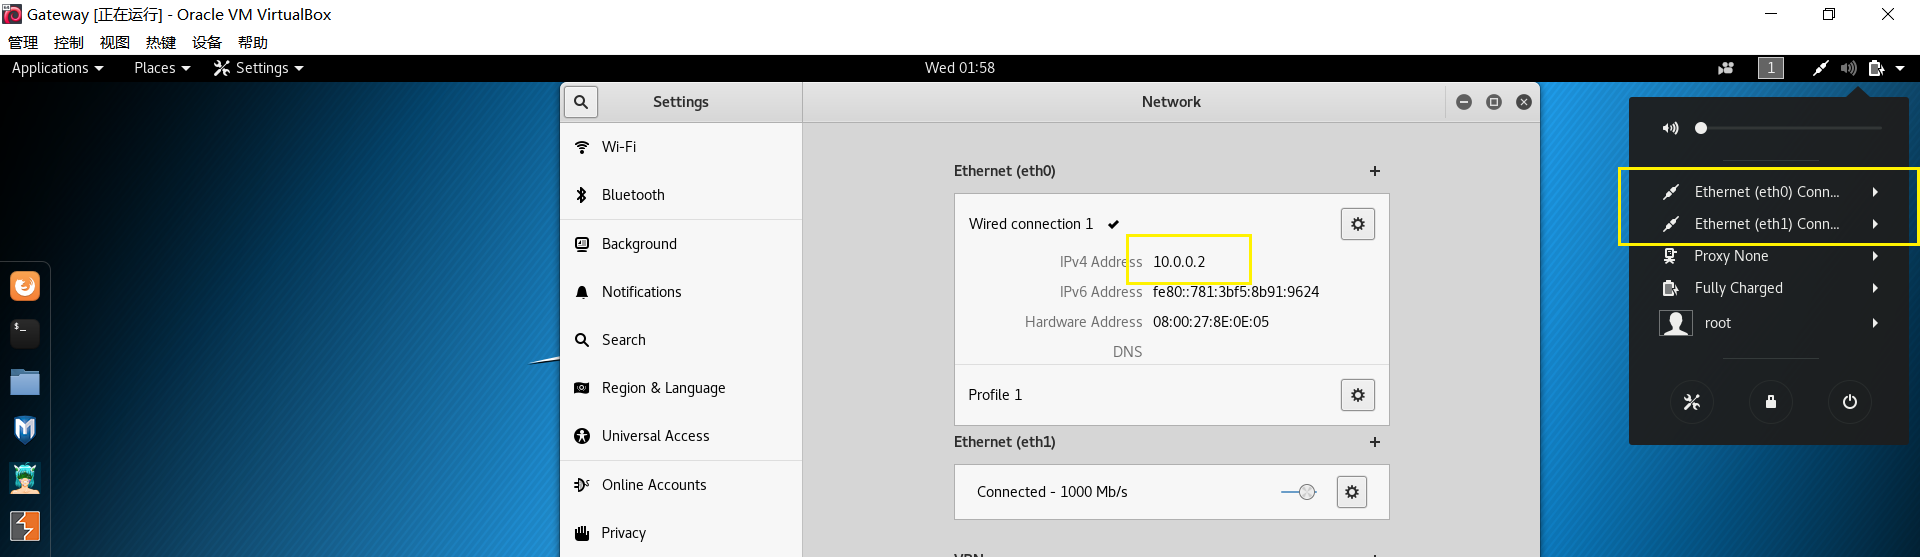 Gateway [正在运行] - Oracle VM VirtualBox
管理 控制 视图 热键 设备 帮助
Applications Places Settings Wed 01:58 1
Settings
Network
Wi-Fi
Bluetooth
Background
Notifications
Search
Region & Language
Universal Access
Online Accounts
Privacy
Ethernet (eth0) +
Wired connection 1
IPv4 Address 10.0.0.2
IPv6 Address fe80::781:3bf5:8b91:9624
Hardware Address 08:00:27:8E:0E:05
DNS
Profile 1
Ethernet (eth1) +
Connected - 1000 Mb/s
VPN
Ethernet (eth0) Conn...
Ethernet (eth1) Conn...
Proxy None
Fully Charged
root